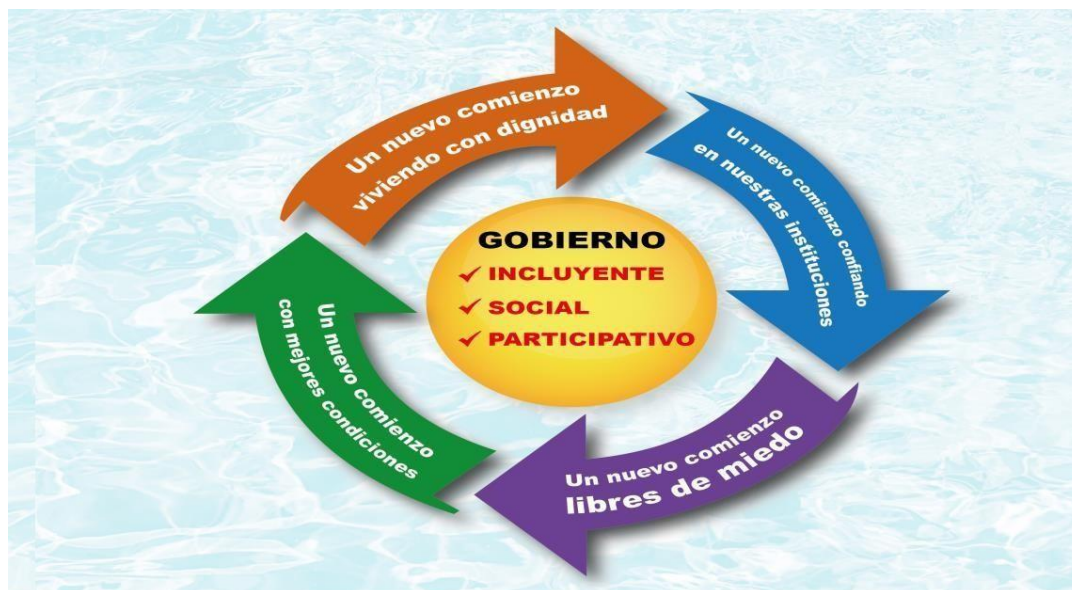 Un nuevo comienzo
viviendo con dignidad
Un nuevo comienzo confiando
en nuestras instituciones
GOBIERNO
✓ INCLUYENTE
✓ SOCIAL
✓ PARTICIPATIVO
Un nuevo comienzo
libres de miedo
Un nuevo comienzo
con mejores condiciones